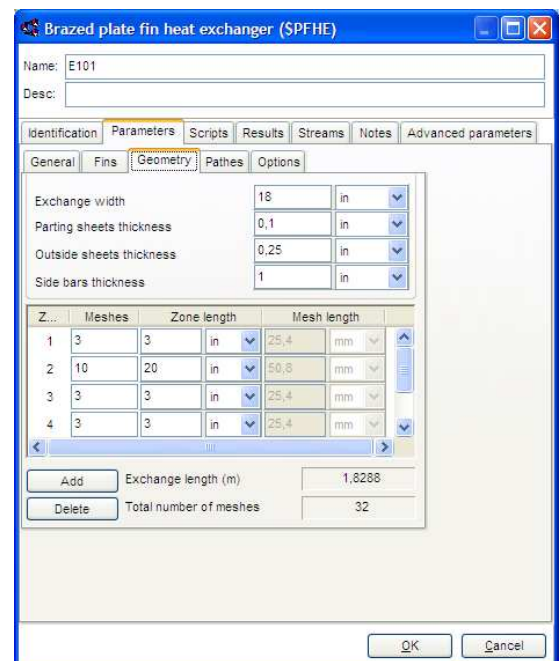 Brazed plate fin heat exchanger ($PFHE)
Name: E101
Desc:
Identification Parameters Scripts Results Streams Notes Advanced parameters
General Fins Geometry Pathes Options
Exchange width 18 in
Parting sheets thickness 0,1 in
Outside sheets thickness 0,25 in
Side bars thickness 1 in
Z... Meshes Zone length Mesh length
1 3 3 in 25,4 mm
2 10 20 in 50,8 mm
3 3 3 in 25,4 mm
4 3 3 in 25,4 mm
Add Exchange length (m) 1,8288
Delete Total number of meshes 32
OK Cancel